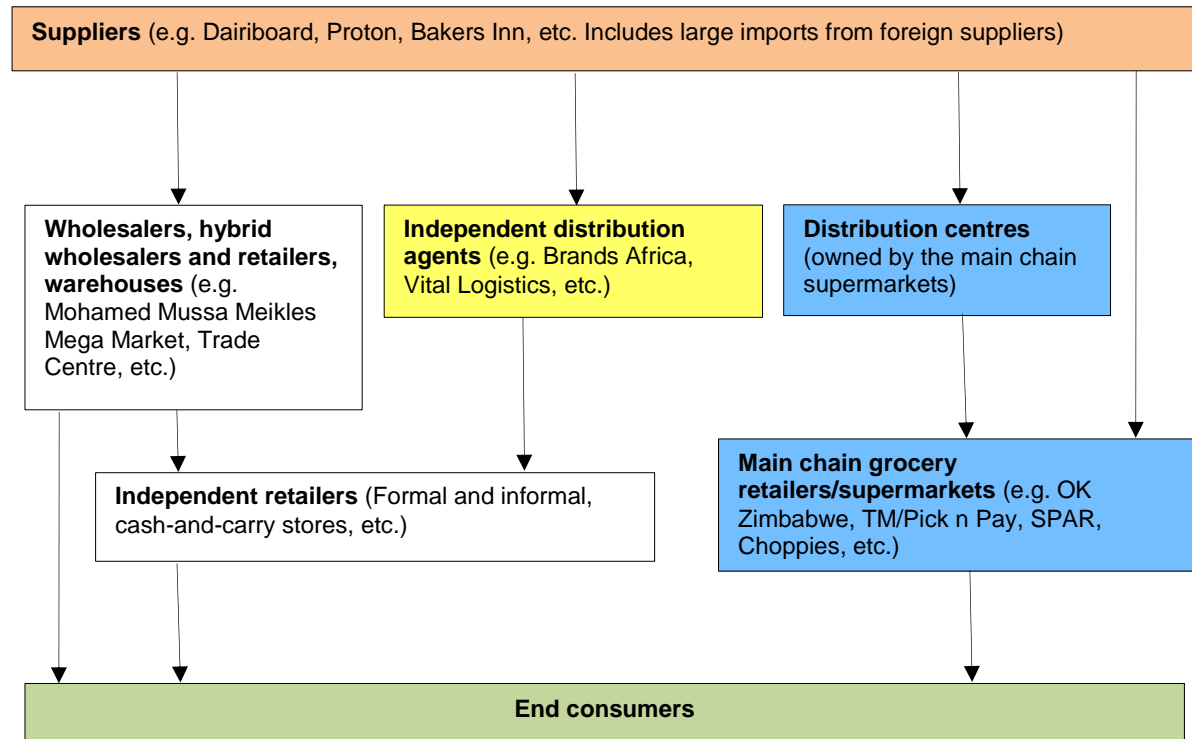 Suppliers (e.g. Dairiboard, Proton, Bakers Inn, etc. Includes large imports from foreign suppliers)
Wholesalers, hybrid
wholesalers and retailers,
warehouses (e.g.
Mohamed Mussa Meikles
Mega Market, Trade
Centre, etc.)
Independent distribution
agents (e.g. Brands Africa,
Vital Logistics, etc.)
Distribution centres
(owned by the main chain
supermarkets)
Independent retailers (Formal and informal,
cash-and-carry stores, etc.)
Main chain grocery
retailers/supermarkets (e.g. OK
Zimbabwe, TM/Pick n Pay, SPAR,
Choppies, etc.)
End consumers